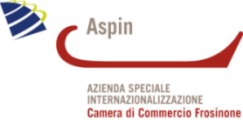 Aspin
AZIENDA SPECIALE
INTERNAZIONALIZZAZIONE
Camera di Commercio Frosinone